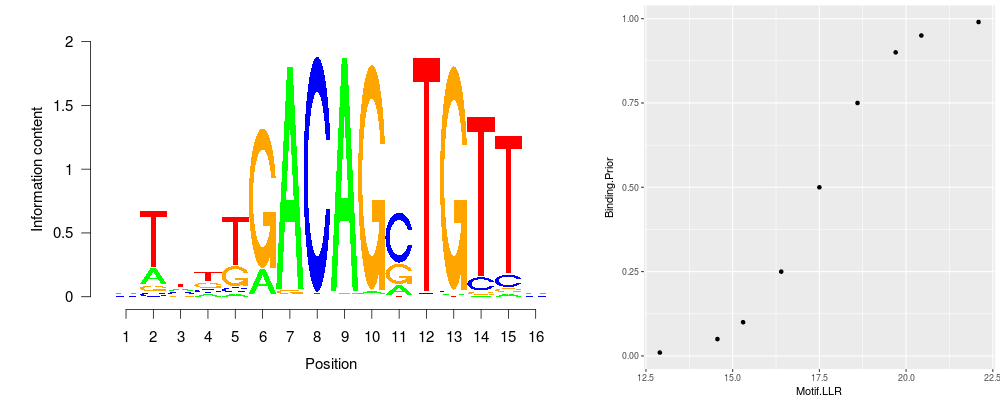 2
1.5
1
0.5
0
Information content
T A G C
T
T G
T G
G A
A G
C
A
G
C G A
T
G
T C
T C
1 2 3 4 5 6 7 8 9 10 11 12 13 14 15 16
Position
1.00
0.75
0.50
0.25
0.00
Binding.Prior
12.5 15.0 17.5 20.0 22.5
Motif.LLR